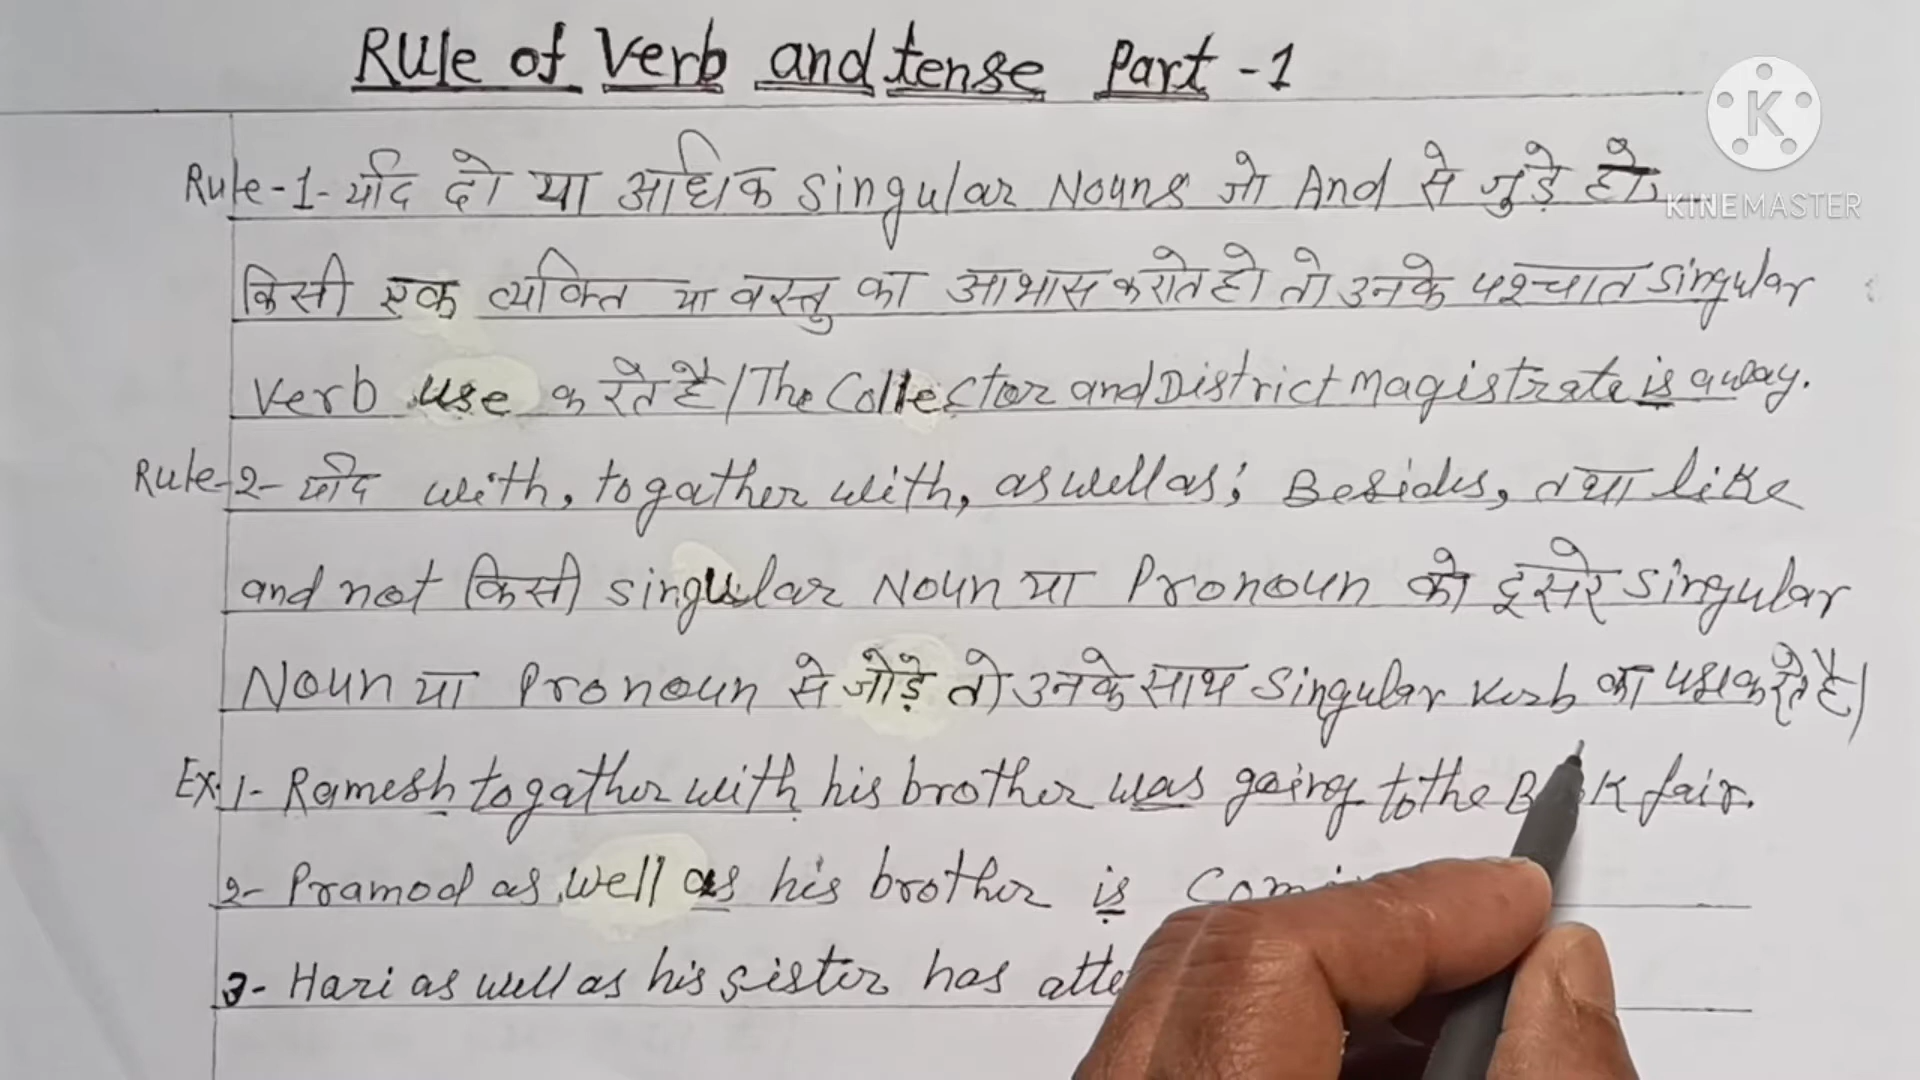 Rule of Verb and tense Part -1
K
KINEMASTER
Rule-1- यदि दो या अधिक singular Nouns जो And से जुड़े हो,
किसी एक व्यक्ति या वस्तु का आभास कराते हो तो उनके पश्चात singular
verb use करते है/ The Collector and District Magistrate is away.
Rule-2- यदि with, togather with, as well as; Besides, तथा like
and not किसी singular Noun या Pronoun को दूसरे singular
Noun या Pronoun से जोड़े तो उनके साथ singular verb का use करते है।
Ex. 1- Ramesh togather with his brother was going to the fair.
2- Pramod as well as his brother is
3- Hari as well as his sister has